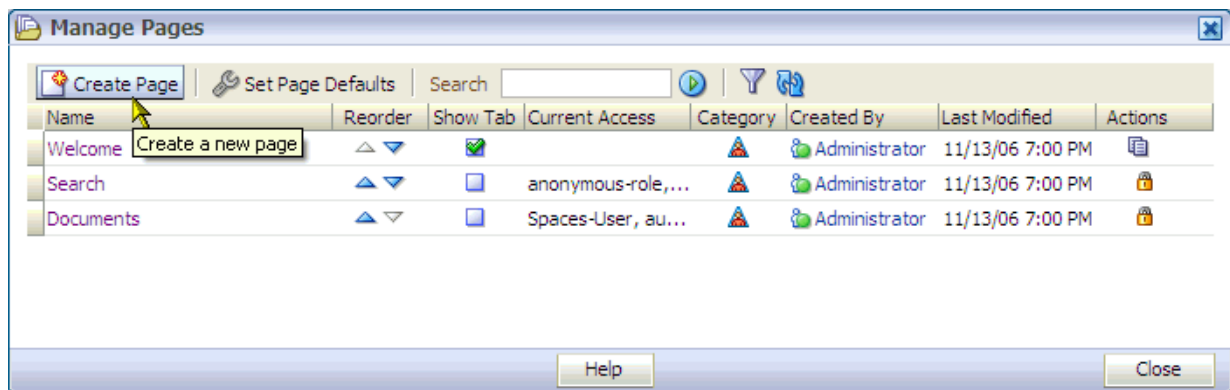 Manage Pages
Create Page Set Page Defaults Search
Name Reorder Show Tab Current Access Category Created By Last Modified Actions
Create a new page
Welcome Administrator 11/13/06 7:00 PM
Search anonymous-role,... Administrator 11/13/06 7:00 PM
Documents Spaces-User, au... Administrator 11/13/06 7:00 PM
Help Close